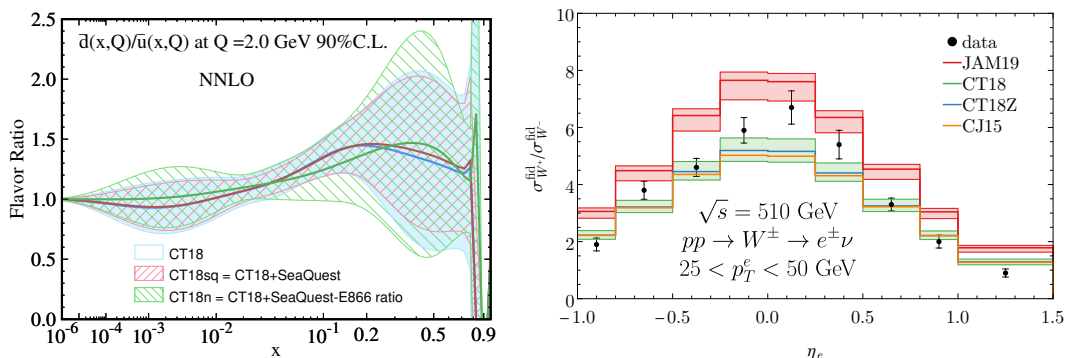 d̄(x,Q)/ū(x,Q) at Q =2.0 GeV 90%C.L.
NNLO
Flavor Ratio
2.5
2.0
1.5
1.0
0.5
0.0
CT18
CT18sq = CT18+SeaQuest
CT18n = CT18+SeaQuest-E866 ratio
10⁻⁶ 10⁻⁴ 10⁻³ 10⁻² 10⁻¹ 0.2 0.5 0.9
x
σ^fid_W⁺/σ^fid_W⁻
10
8
6
4
2
0
data
JAM19
CT18
CT18Z
CJ15
√s = 510 GeV
pp → W± → e±ν
25 < p_T^e < 50 GeV
−1.0 −0.5 0.0 0.5 1.0 1.5
η_e